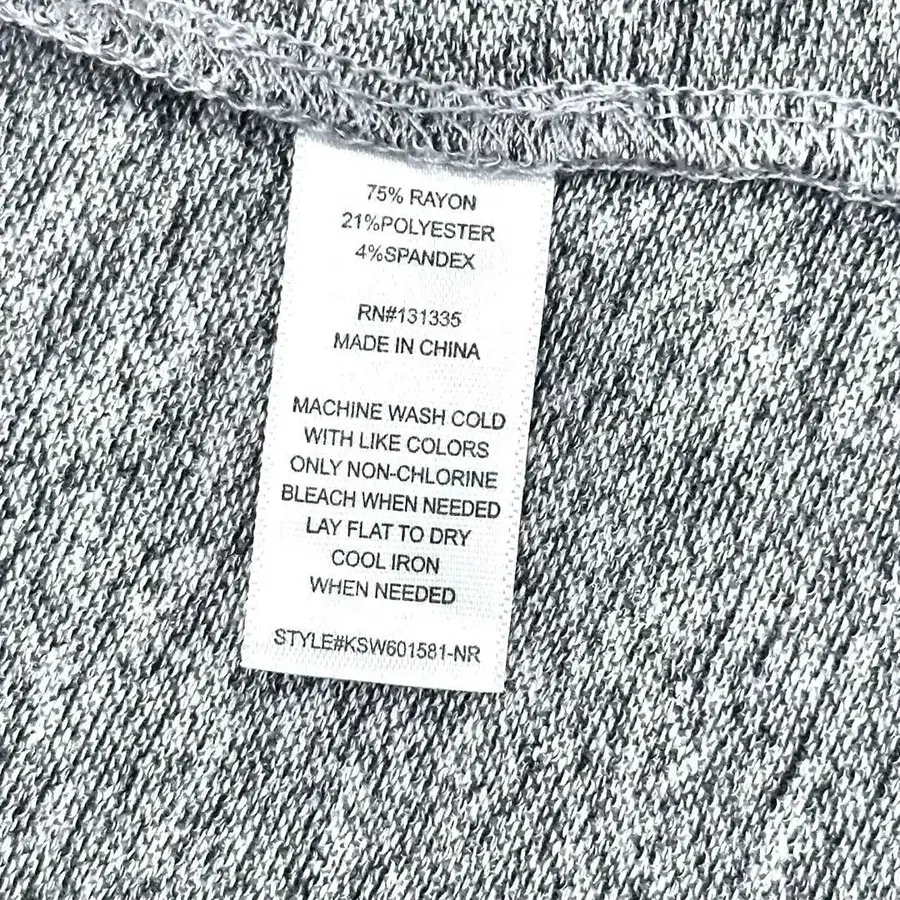 75% RAYON
21%POLYESTER
4%SPANDEX
RN#131335
MADE IN CHINA
MACHINE WASH COLD
WITH LIKE COLORS
ONLY NON-CHLORINE
BLEACH WHEN NEEDED
LAY FLAT TO DRY
COOL IRON
WHEN NEEDED
STYLE#KSW601581-NR